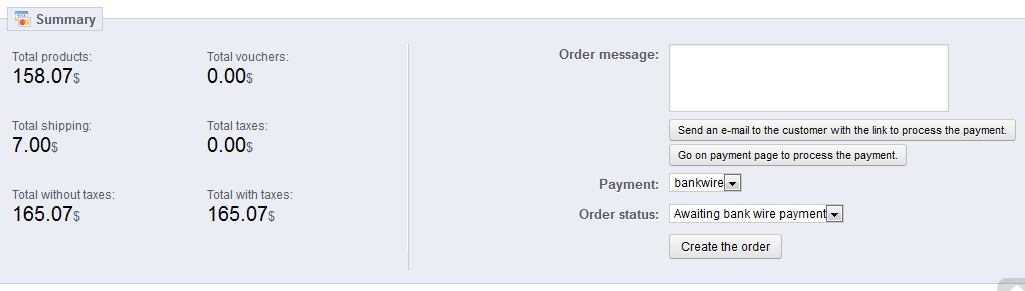 Summary
Total products:
158.07$
Total vouchers:
0.00$
Total shipping:
7.00$
Total taxes:
0.00$
Total without taxes:
165.07$
Total with taxes:
165.07$
Order message:
Send an e-mail to the customer with the link to process the payment.
Go on payment page to process the payment.
Payment: bankwire
Order status: Awaiting bank wire payment
Create the order